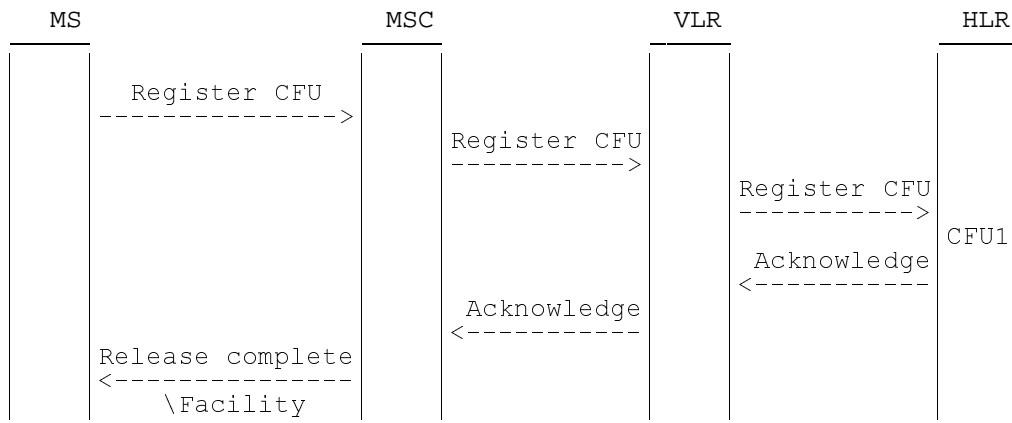 MS MSC VLR HLR
Register CFU
--------------->
Register CFU
----------->
Register CFU
----------->
CFU1
Acknowledge
<-----------
Acknowledge
<-----------
Release complete
<---------------
\Facility